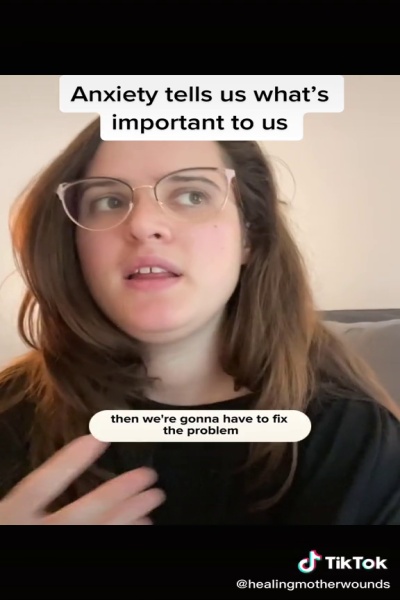 Anxiety tells us what's
important to us
then we're gonna have to fix
the problem
TikTok
@healingmotherwounds